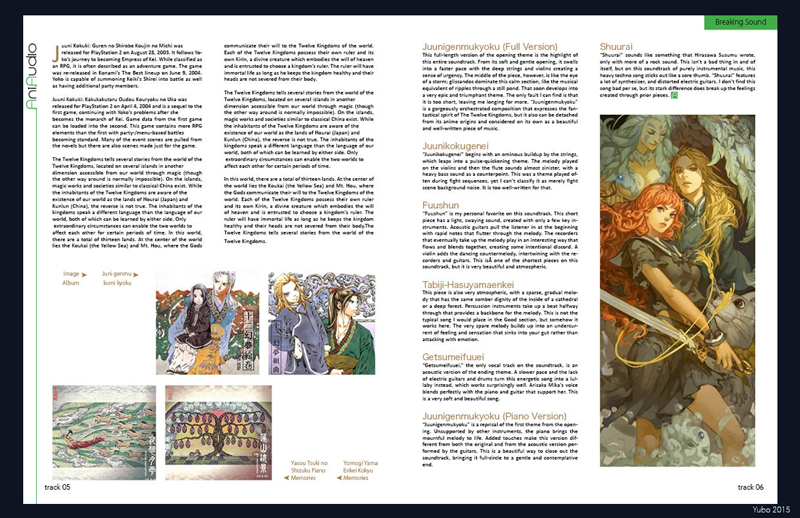 Breaking Sound
AniAudio
Juuni Kokuki: Guren no Shirobe Koujin no Michi was
released for PlayStation 2 on August 28, 2003. It follows Yo-
ko's journey to becoming Empress of Kei. While classified as
an RPG, it is often described as an adventure game. The game
was re-released in Konami's The Best lineup on June 9, 2004.
Yoko is capable of summoning Keiki's Shirei into battle as well
as having additional party members.
Juuni Kokuki: Kakukakutaru Oudou Kouryoku no Uka was
released for PlayStation 2 on April 4, 2004 and is a sequel to the
first game, continuing with Yoko's problems after she
becomes the monarch of Kei. Game data from the first game
can be loaded into the second. This game contains more RPG
elements than the first with party/menu-based battles
becoming standard. Many of the event scenes are pulled from
the novels but there are also scenes made just for the game.
The Twelve Kingdoms tells several stories from the world of the
Twelve Kingdoms, located on several islands in another
dimension accessible from our world through magic (though
the other way around is normally impossible). On the islands,
magic works and societies similar to classical China exist. While
the inhabitants of the Twelve Kingdoms are aware of the
existence of our world as the lands of Hourai (Japan) and
Kunlun (China), the reverse is not true. The inhabitants of the
kingdoms speak a different language than the language of our
world, both of which can be learned by either side. Only
extraordinary circumstances can enable the two worlds to
affect each other for certain periods of time. In this world,
there are a total of thirteen lands. At the center of the world
lies the Koukai (the Yellow Sea) and Mt. Hou, where the Gods
communicate their will to the Twelve Kingdoms of the world.
Each of the Twelve Kingdoms possess their own ruler and its
own Kirin, a divine creature which embodies the will of heaven
and is entrusted to choose a kingdom's ruler. The ruler will have
immortal life as long as he keeps the kingdom healthy and their
heads are not severed from their body.
The Twelve Kingdoms tells several stories from the world of the
Twelve Kingdoms, located on several islands in another
dimension accessible from our world through magic (though
the other way around is normally impossible). On the islands,
magic works and societies similar to classical China exist. While
the inhabitants of the Twelve Kingdoms are aware of the
existence of our world as the lands of Hourai (Japan) and
Kunlun (China), the reverse is not true. The inhabitants of the
kingdoms speak a different language than the language of our
world, both of which can be learned by either side. Only
extraordinary circumstances can enable the two worlds to
affect each other for certain periods of time.
In this world, there are a total of thirteen lands. At the center of
the world lies the Koukai (the Yellow Sea) and Mt. Hou, where
the Gods communicate their will to the Twelve Kingdoms of the
world. Each of the Twelve Kingdoms possess their own ruler
and its own Kirin, a divine creature which embodies the will
of heaven and is entrusted to choose a kingdom's ruler. The
ruler will have immortal life as long as he keeps the kingdom
healthy and their heads are not severed from their body.The
Twelve Kingdoms tells several stories from the world of the
Twelve Kingdoms.
Image
Album
Juni genmu
kumi kyoku
Yasou Tsuki no
Shizuku Piano
Memories
Yomogi Yama
Enkei Kokyu
Memories
track 05
Juunigenmukyoku (Full Version)
This full-length version of the opening theme is the highlight of
this entire soundtrack. From its soft and gentle opening, it swells
into a faster pace with the deep strings and violins creating a
sense of urgency. The middle of the piece, however, is like the eye
of a storm; glissandos dominate this calm section, like the musical
equivalent of ripples through a still pond. That soon develops into
a very epic and triumphant theme. The only fault I can find is that
it is too short, leaving me longing for more. "Juunigenmukyoku"
is a gorgeously orchestrated composition that expresses the fan-
tastical spirit of The Twelve Kingdoms, but it can also be detached
from its anime origins and considered on its own as a beautiful
and well-written piece of music.
Juunikokugenei
"Juunikokugenei" begins with an ominous buildup by the strings,
which leaps into a pulse-quickening theme. The melody played
on the violins and then the flute sounds almost sinister, with a
heavy bass sound as a counterpoint. This was a theme played of-
ten during fight sequences, yet I can't classify it as merely fight
scene background noise. It is too well-written for that.
Fuushun
"Fuushun" is my personal favorite on this soundtrack. This short
piece has a light, swaying sound, created with only a few key in-
struments. Acoustic guitars pull the listener in at the beginning
with rapid notes that flutter through the melody. The recorders
that eventually take up the melody play in an interesting way that
flows and blends together, creating some intentional discord. A
violin adds the dancing countermelody, intertwining with the re-
corders and guitars. This isÂ one of the shortest pieces on this
soundtrack, but it is very beautiful and atmospheric.
Tabiji-Hasuyamaenkei
This piece is also very atmospheric, with a sparse, gradual melo-
dy that has the same somber dignity of the inside of a cathedral
or a deep forest. Percussion instruments take up a beat halfway
through that provides a backbone for the melody. This is not the
typical song I would place in the Good section, but somehow it
works here. The very spare melody builds up into an undercur-
rent of feeling and sensation that sinks into your gut rather than
attacking with emotion.
Getsumeifuuei
"Getsumeifuuei," the only vocal track on the soundtrack, is an
acoustic version of the ending theme. A slower pace and the lack
of electric guitars and drums turn this energetic song into a lul-
laby instead, which works surprisingly well. Arisaka Mika's voice
blends perfectly with the piano and guitar that support her. This
is a very soft and beautiful song.
Juunigenmukyoku (Piano Version)
"Juunigenmukyoku" is a reprisal of the first theme from the open-
ing. Unsupported by other instruments, the piano brings the
mournful melody to life. Added touches make this version dif-
ferent from both the original and from the acoustic version per-
formed by the guitars. This is a beautiful way to close out the
soundtrack, bringing it full-circle to a gentle and contemplative
end.
Shuurai
"Shuurai" sounds like something that Hirasawa Susumu wrote,
only with more of a rock sound. This isn't a bad thing in and of
itself, but on this soundtrack of purely instrumental music, this
heavy techno song sticks out like a sore thumb. "Shuurai" features
a lot of synthesizer, and distorted electric guitars. I don't find this
song bad per se, but its stark difference does break up the feelings
created through prior pieces.
track 06
Yubo 2015